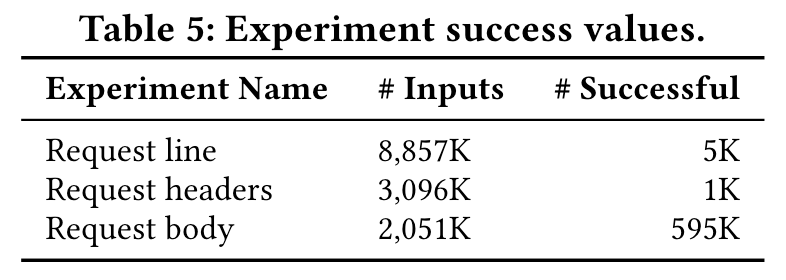 Table 5: Experiment success values.
Experiment Name # Inputs # Successful
Request line 8,857K 5K
Request headers 3,096K 1K
Request body 2,051K 595K